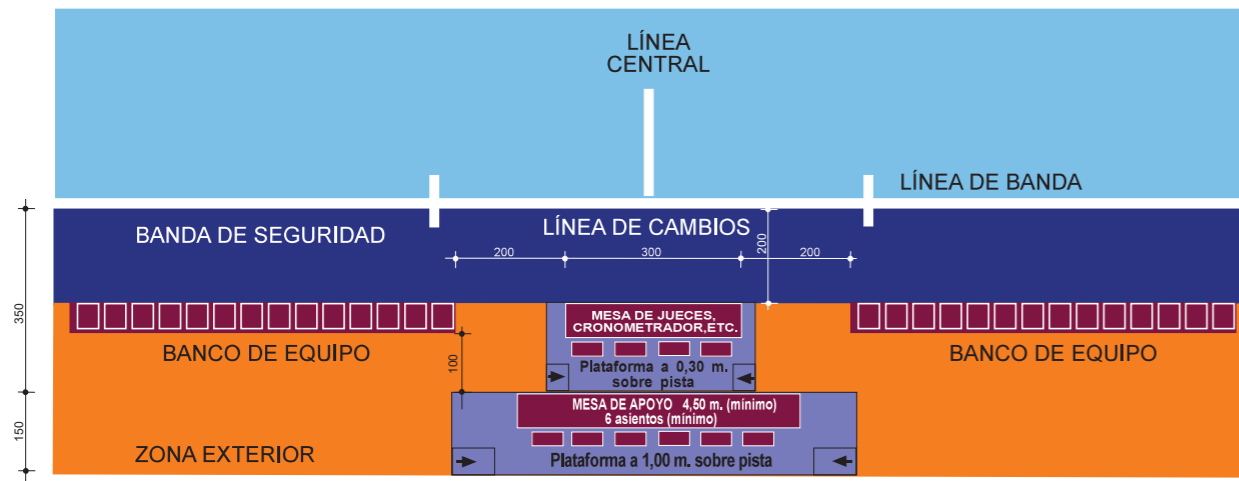 LÍNEA
CENTRAL
LÍNEA DE BANDA
BANDA DE SEGURIDAD
LÍNEA DE CAMBIOS
200
200
300
200
350
MESA DE JUECES,
CRONOMETRADOR,ETC.
BANCO DE EQUIPO
BANCO DE EQUIPO
100
Plataforma a 0,30 m.
sobre pista
MESA DE APOYO 4,50 m. (mínimo)
6 asientos (mínimo)
150
ZONA EXTERIOR
Plataforma a 1,00 m. sobre pista